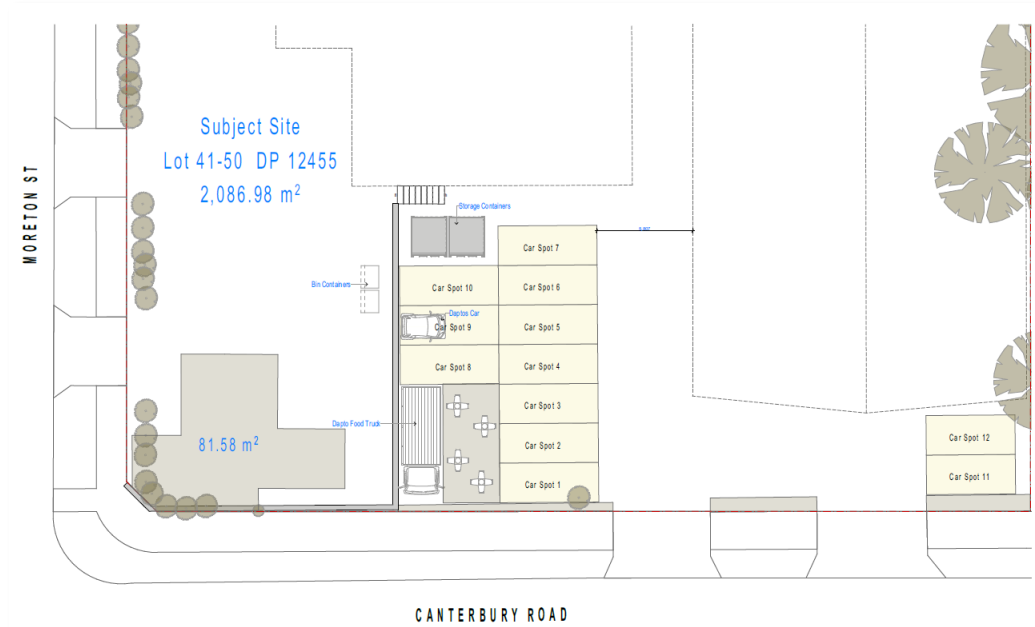 Subject Site
Lot 41-50 DP 12455
2,086.98 m²
MORETON ST
Storage Containers
Car Spot 7
Bin Containers
Car Spot 10
Car Spot 6
Daptos Car
Car Spot 9
Car Spot 5
Car Spot 8
Car Spot 4
Car Spot 3
Dapto Food Truck
81.58 m²
Car Spot 2
Car Spot 12
Car Spot 1
Car Spot 11
CANTERBURY ROAD